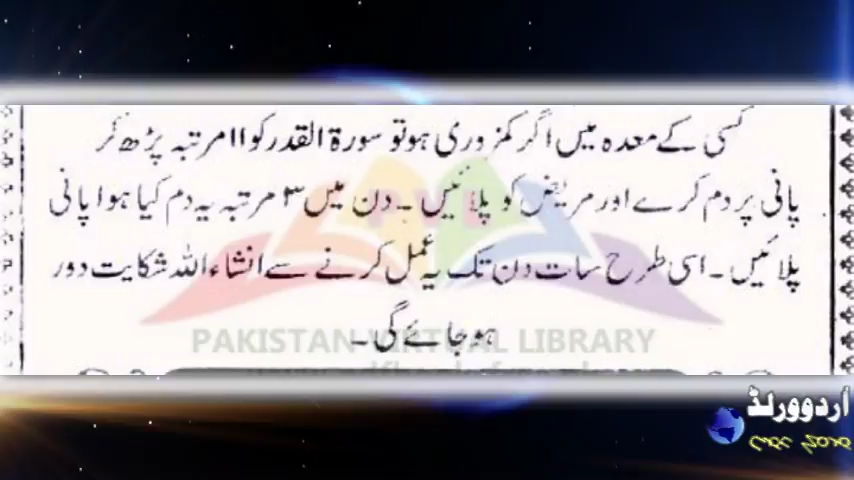 کسی کے معدہ میں اگر کمزوری ہو تو سورۃ القدر کو ۱۱ مرتبہ پڑھ کر
پانی پر دم کرے اور مریض کو پلائیں۔ دن میں ۳ مرتبہ یہ دم کیا ہوا پانی
پلائیں۔ اسی طرح سات دن تک یہ عمل کرنے سے انشاء اللہ شکایت دور
ہو جائے گی۔
PAKISTAN VIRTUAL LIBRARY
اردو ورلڈ